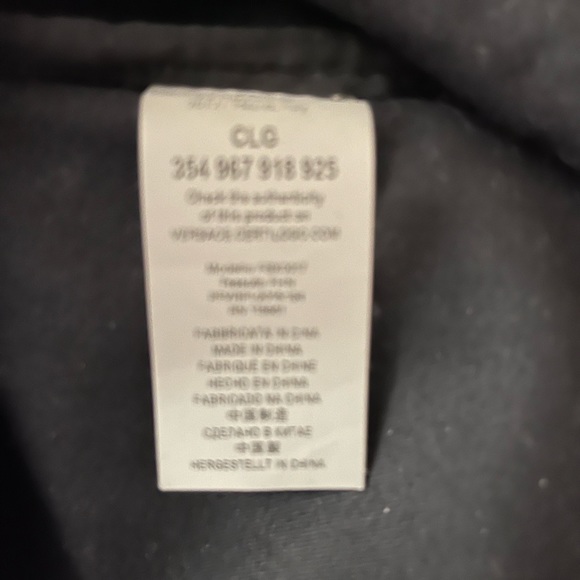 CLG
354 967 918 925
Check the authenticity
of this product on
VERSACE.CERTILOGO.COM
FABBRICATA IN CINA
MADE IN CHINA
FABRIQUÉ EN CHINE
HECHO EN CHINA
FABRICADO NA CHINA
中国制造
СДЕЛАНО В КИТАЕ
中国製
HERGESTELLT IN CHINA